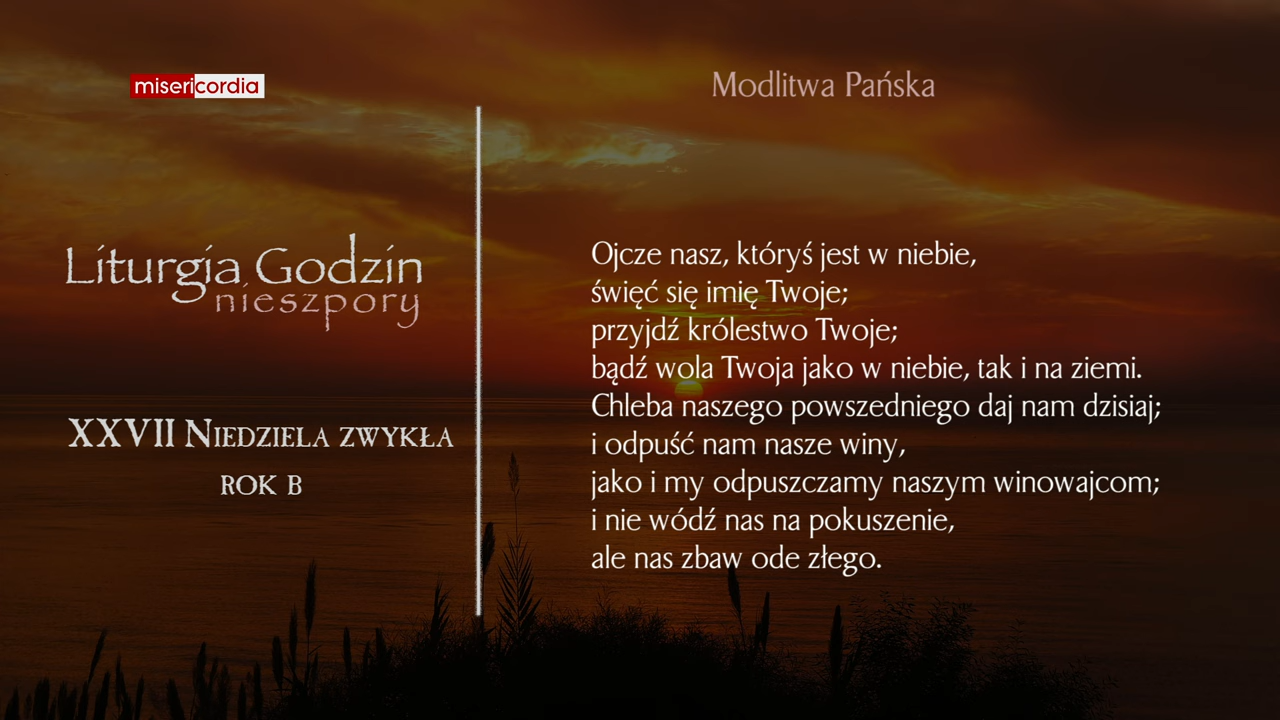 misericordia
Liturgia Godzin
nieszpory
XXVII Niedziela zwykła
rok B
Modlitwa Pańska
Ojcze nasz, któryś jest w niebie,
święć się imię Twoje;
przyjdź królestwo Twoje;
bądź wola Twoja jako w niebie, tak i na ziemi.
Chleba naszego powszedniego daj nam dzisiaj;
i odpuść nam nasze winy,
jako i my odpuszczamy naszym winowajcom;
i nie wódź nas na pokuszenie,
ale nas zbaw ode złego.